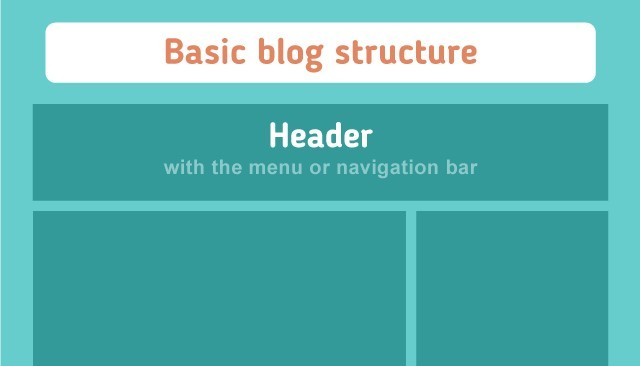 Basic blog structure
Header
with the menu or navigation bar